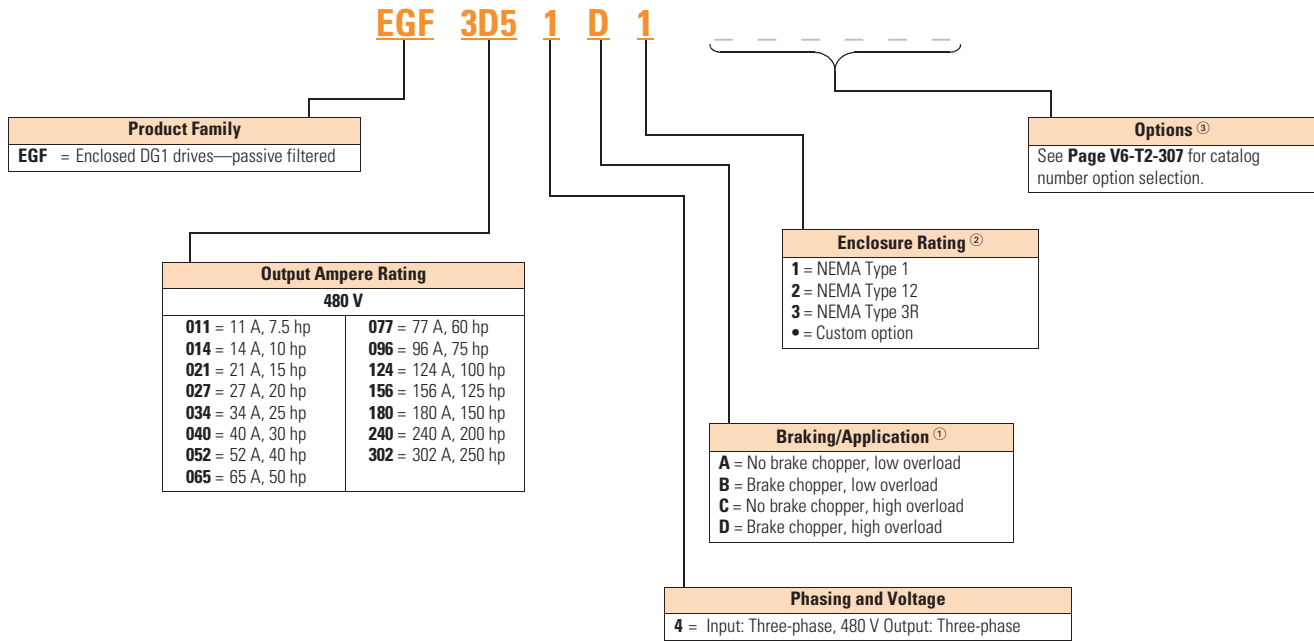 EGF 3D5 1 D 1 _ _ _ _ _ _
Product Family
EGF = Enclosed DG1 drives—passive filtered
Options ③
See Page V6-T2-307 for catalog
number option selection.
Enclosure Rating ②
1 = NEMA Type 1
2 = NEMA Type 12
3 = NEMA Type 3R
• = Custom option
Output Ampere Rating
480 V
011 = 11 A, 7.5 hp
014 = 14 A, 10 hp
021 = 21 A, 15 hp
027 = 27 A, 20 hp
034 = 34 A, 25 hp
040 = 40 A, 30 hp
052 = 52 A, 40 hp
065 = 65 A, 50 hp
077 = 77 A, 60 hp
096 = 96 A, 75 hp
124 = 124 A, 100 hp
156 = 156 A, 125 hp
180 = 180 A, 150 hp
240 = 240 A, 200 hp
302 = 302 A, 250 hp
Braking/Application ①
A = No brake chopper, low overload
B = Brake chopper, low overload
C = No brake chopper, high overload
D = Brake chopper, high overload
Phasing and Voltage
4 = Input: Three-phase, 480 V Output: Three-phase